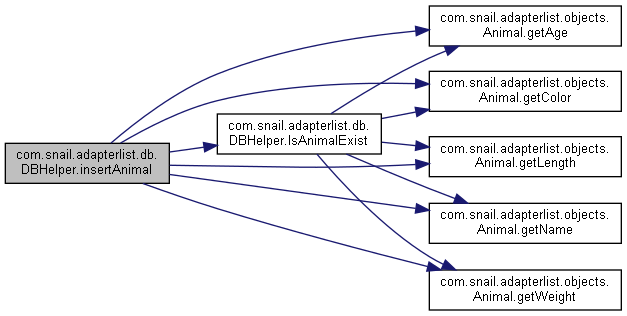 com.snail.adapterlist.db.
DBHelper.insertAnimal
com.snail.adapterlist.db.
DBHelper.IsAnimalExist
com.snail.adapterlist.objects.
Animal.getAge
com.snail.adapterlist.objects.
Animal.getColor
com.snail.adapterlist.objects.
Animal.getLength
com.snail.adapterlist.objects.
Animal.getName
com.snail.adapterlist.objects.
Animal.getWeight